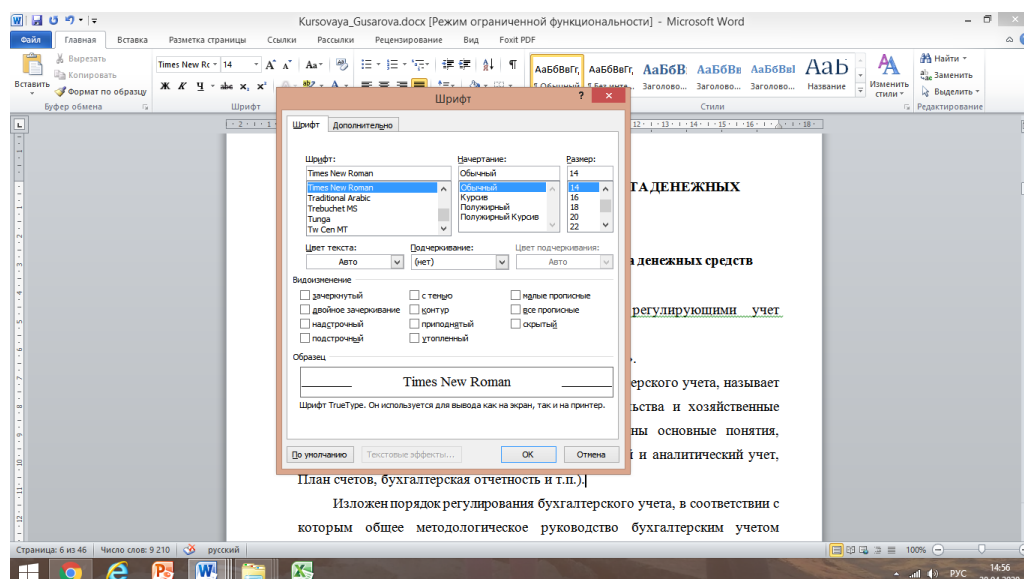 Kursovaya_Gusarova.docx [Режим ограниченной функциональности] - Microsoft Word
Файл Главная Вставка Разметка страницы Ссылки Рассылки Рецензирование Вид Foxit PDF
Вставить
Вырезать
Копировать
Формат по образцу
Буфер обмена
Times New Rc 14
Ж К Ч abc x, x²
Шрифт
АаБбВвГг, АаБбВвГг, АаБбВ АаБбВв АаБбВвІ АаЬ
¶ Обычный Заголово... Заголово... Заголово... Название
Изменить стили
Стили
Найти
Заменить
Выделить
Редактирование
Шрифт ? ×
Шрифт Дополнительно
Шрифт: Начертание: Размер:
Times New Roman Обычный 14
Times New Roman Обычный 14
Traditional Arabic Курсив 16
Trebuchet MS Полужирный 18
Tunga Полужирный Курсив 20
Tw Cen MT 22
Цвет текста: Подчеркивание: Цвет подчеркивания:
Авто (нет) Авто
Видоизменение
зачеркнутый с тенью малые прописные
двойное зачеркивание контур все прописные
надстрочный приподнятый скрытый
подстрочный утопленный
Образец
Times New Roman
Шрифт TrueType. Он используется для вывода как на экран, так и на принтер.
По умолчанию Текстовые эффекты... ОК Отмена
ТА ДЕНЕЖНЫХ
а денежных средств
регулирующими учет
ерского учета, называет
ьства и хозяйственные
ны основные понятия,
й и аналитический учет,
План счетов, бухгалтерская отчетность и т.п.).
Изложен порядок регулирования бухгалтерского учета, в соответствии с
которым общее методологическое руководство бухгалтерским учетом
Страница: 6 из 46 Число слов: 9 210 русский 100%
РУС 14:56